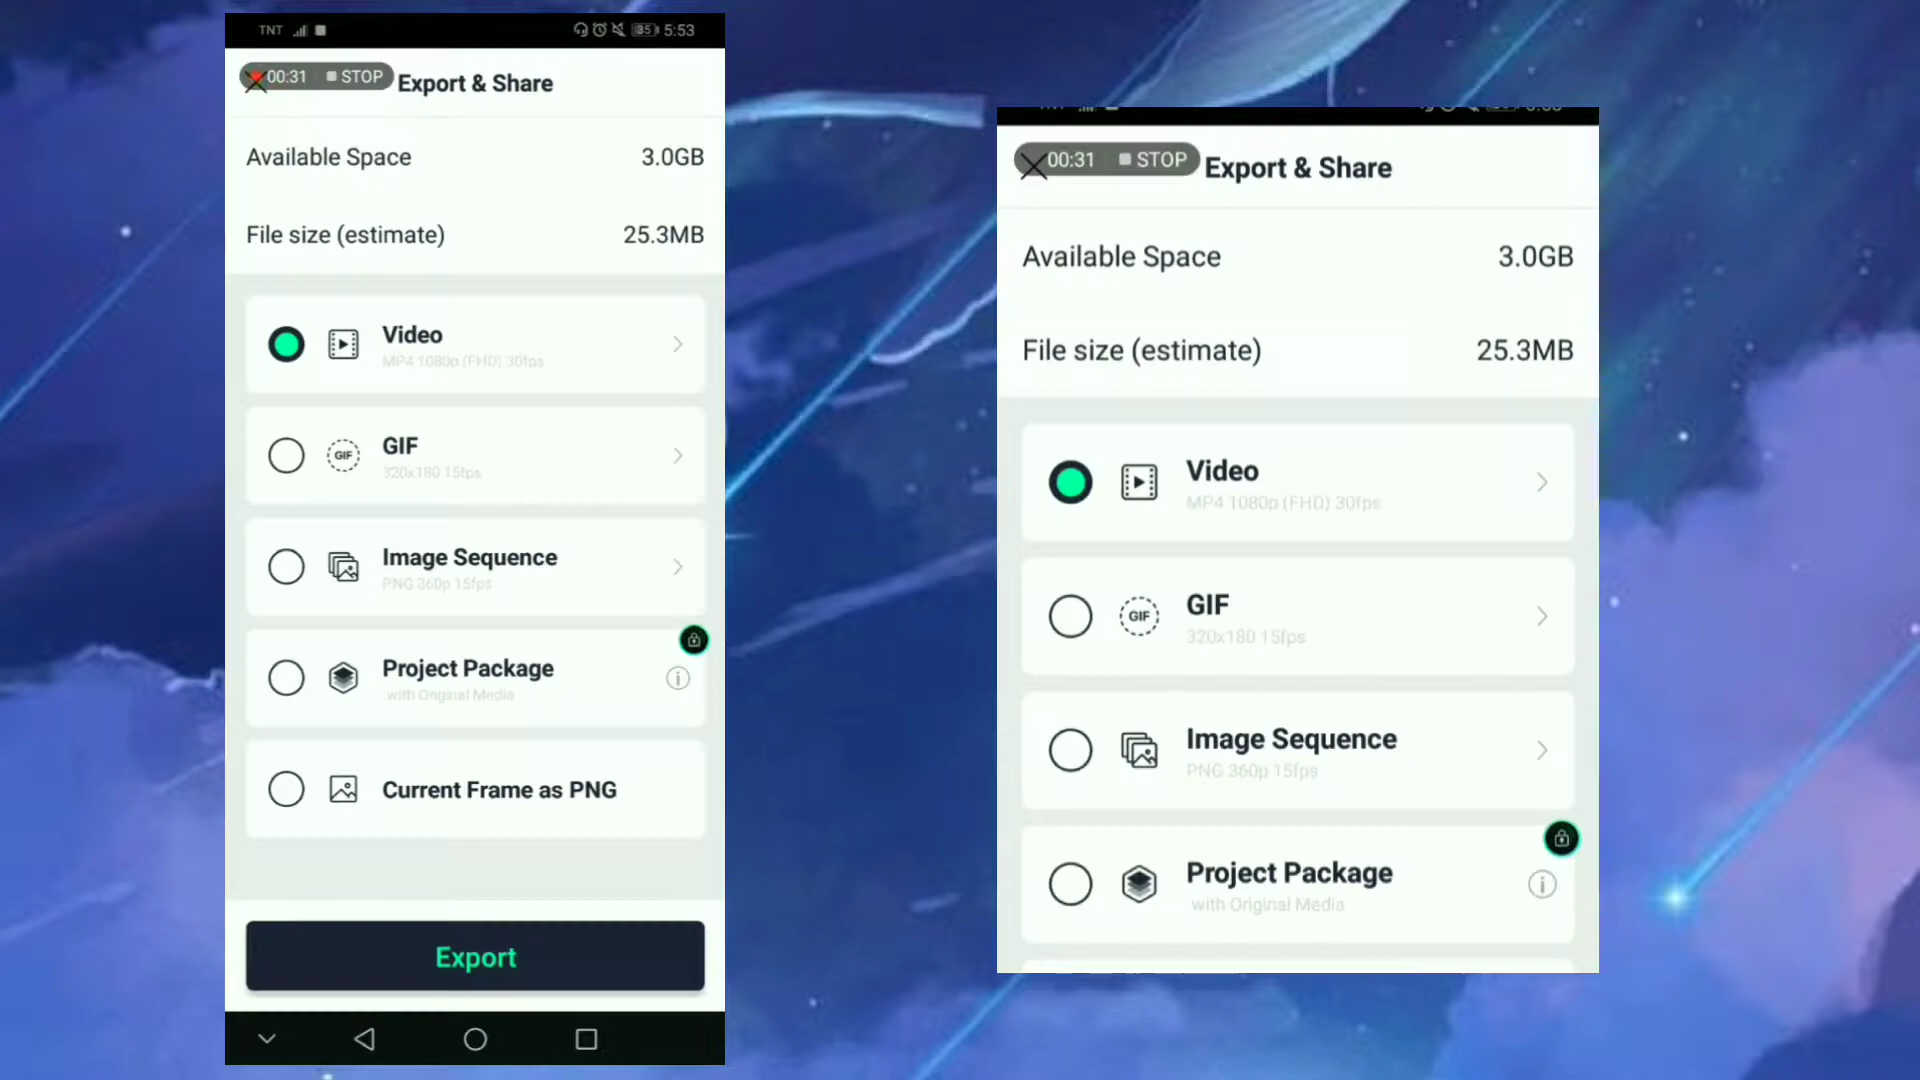 TNT 35 5:53
00:31 STOP Export & Share
Available Space 3.0GB
File size (estimate) 25.3MB
Video
MP4 1080p (FHD) 30fps
GIF GIF
320x180 15fps
Image Sequence
PNG 360p 15fps
Project Package
with Original Media
Current Frame as PNG
Export
00:31 STOP Export & Share
Available Space 3.0GB
File size (estimate) 25.3MB
Video
MP4 1080p (FHD) 30fps
GIF GIF
320x180 15fps
Image Sequence
PNG 360p 15fps
Project Package
with Original Media